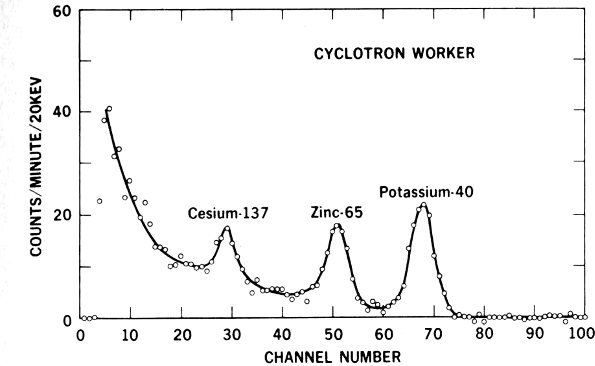 60
CYCLOTRON WORKER
40
COUNTS/MINUTE/20KEV
Potassium-40
Cesium-137
Zinc-65
20
0
0 10 20 30 40 50 60 70 80 90 100
CHANNEL NUMBER